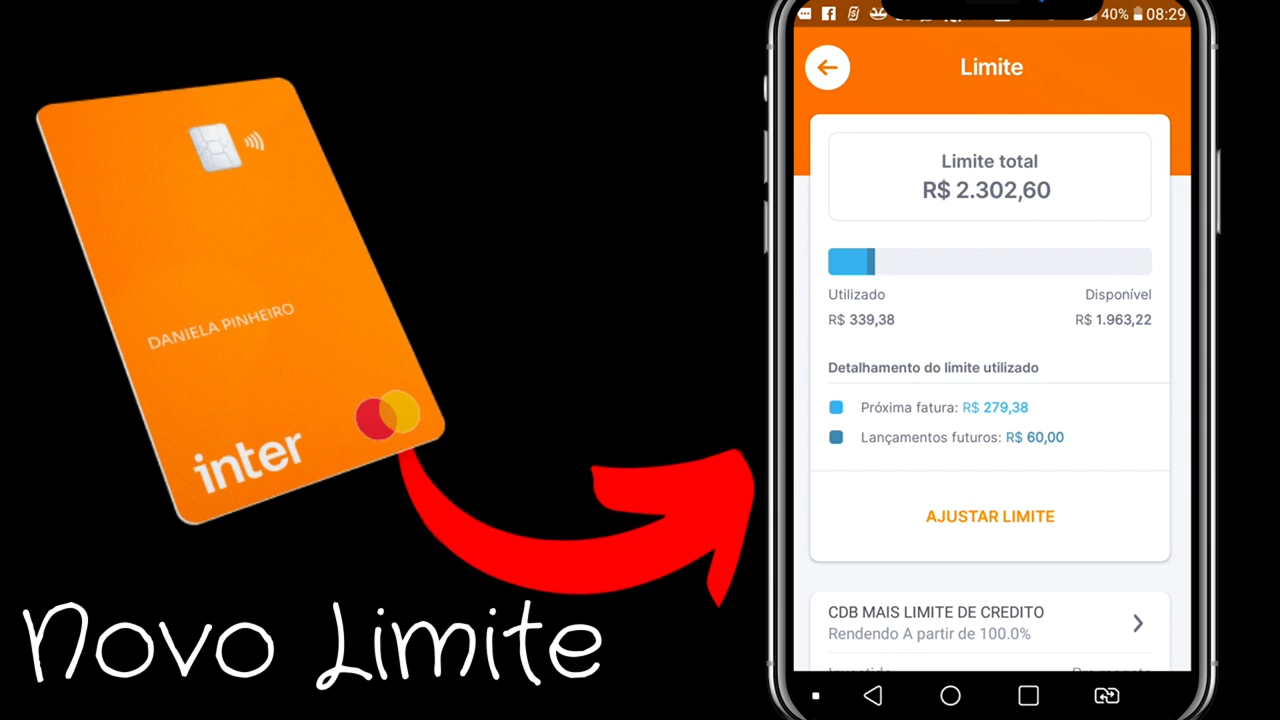 DANIELA PINHEIRO
inter
Novo Limite
40% 08:29
Limite
Limite total
R$ 2.302,60
Utilizado
Disponível
R$ 339,38
R$ 1.963,22
Detalhamento do limite utilizado
Próxima fatura: R$ 279,38
Lançamentos futuros: R$ 60,00
AJUSTAR LIMITE
CDB MAIS LIMITE DE CREDITO
Rendendo A partir de 100.0%